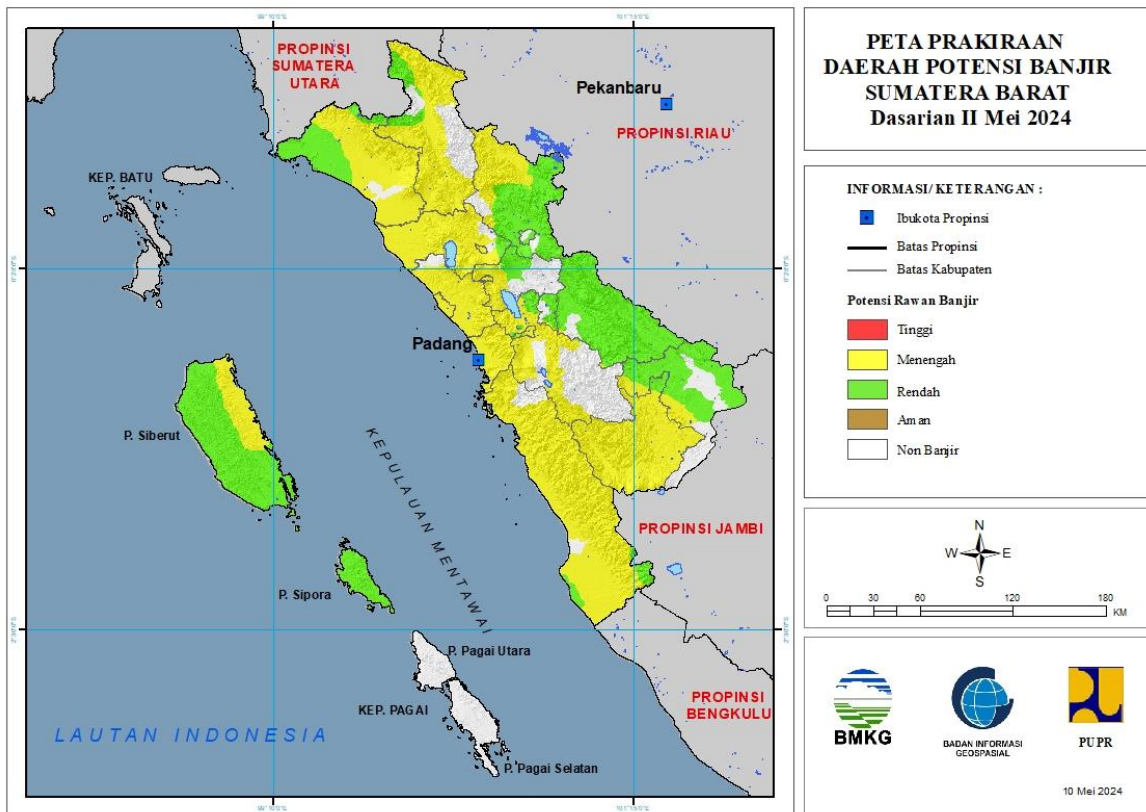 PETA PRAKIRAAN
DAERAH POTENSI BANJIR
SUMATERA BARAT
Dasarian II Mei 2024
INFORMASI/ KETERANGAN :
Ibukota Propinsi
Batas Propinsi
Batas Kabupaten
Potensi Rawan Banjir
Tinggi
Menengah
Rendah
Aman
Non Banjir
N
W E
S
0 30 60 120 180
KM
BMKG
BADAN INFORMASI
GEOSPASIAL
PUPR
10 Mei 2024
PROPINSI
SUMATERA
UTARA
Pekanbaru
PROPINSI RIAU
KEP. BATU
Padang
P. Siberut
KEPULAUAN MENTAWAI
PROPINSI JAMBI
P. Sipora
P. Pagai Utara
KEP. PAGAI
PROPINSI
BENGKULU
LAUTAN INDONESIA
P. Pagai Selatan